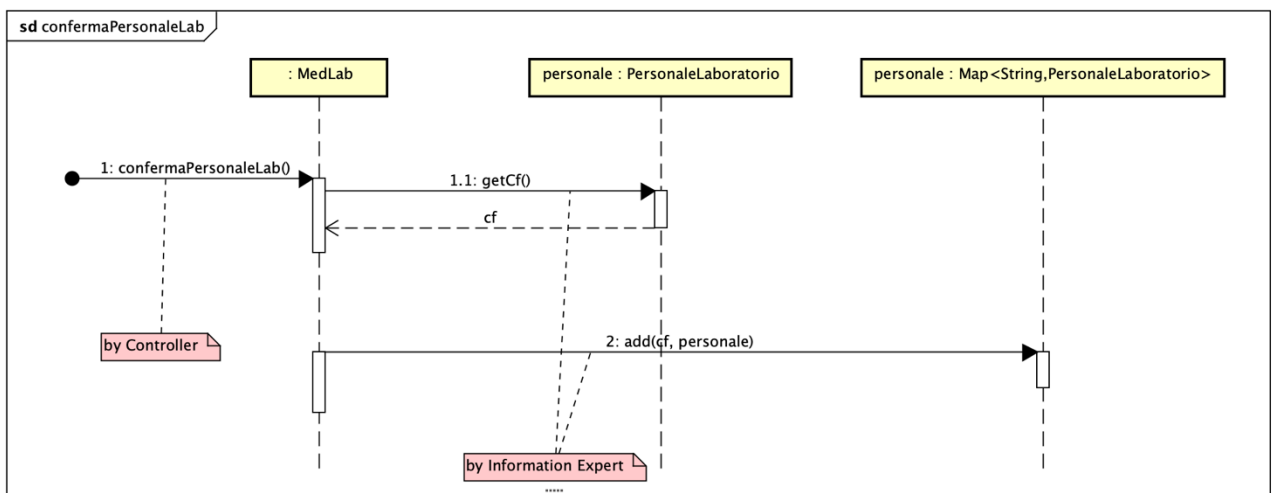 sd confermaPersonaleLab
: MedLab
personale : PersonaleLaboratorio
personale : Map<String,PersonaleLaboratorio>
1: confermaPersonaleLab()
1.1: getCf()
cf
by Controller
2: add(cf, personale)
by Information Expert
.....